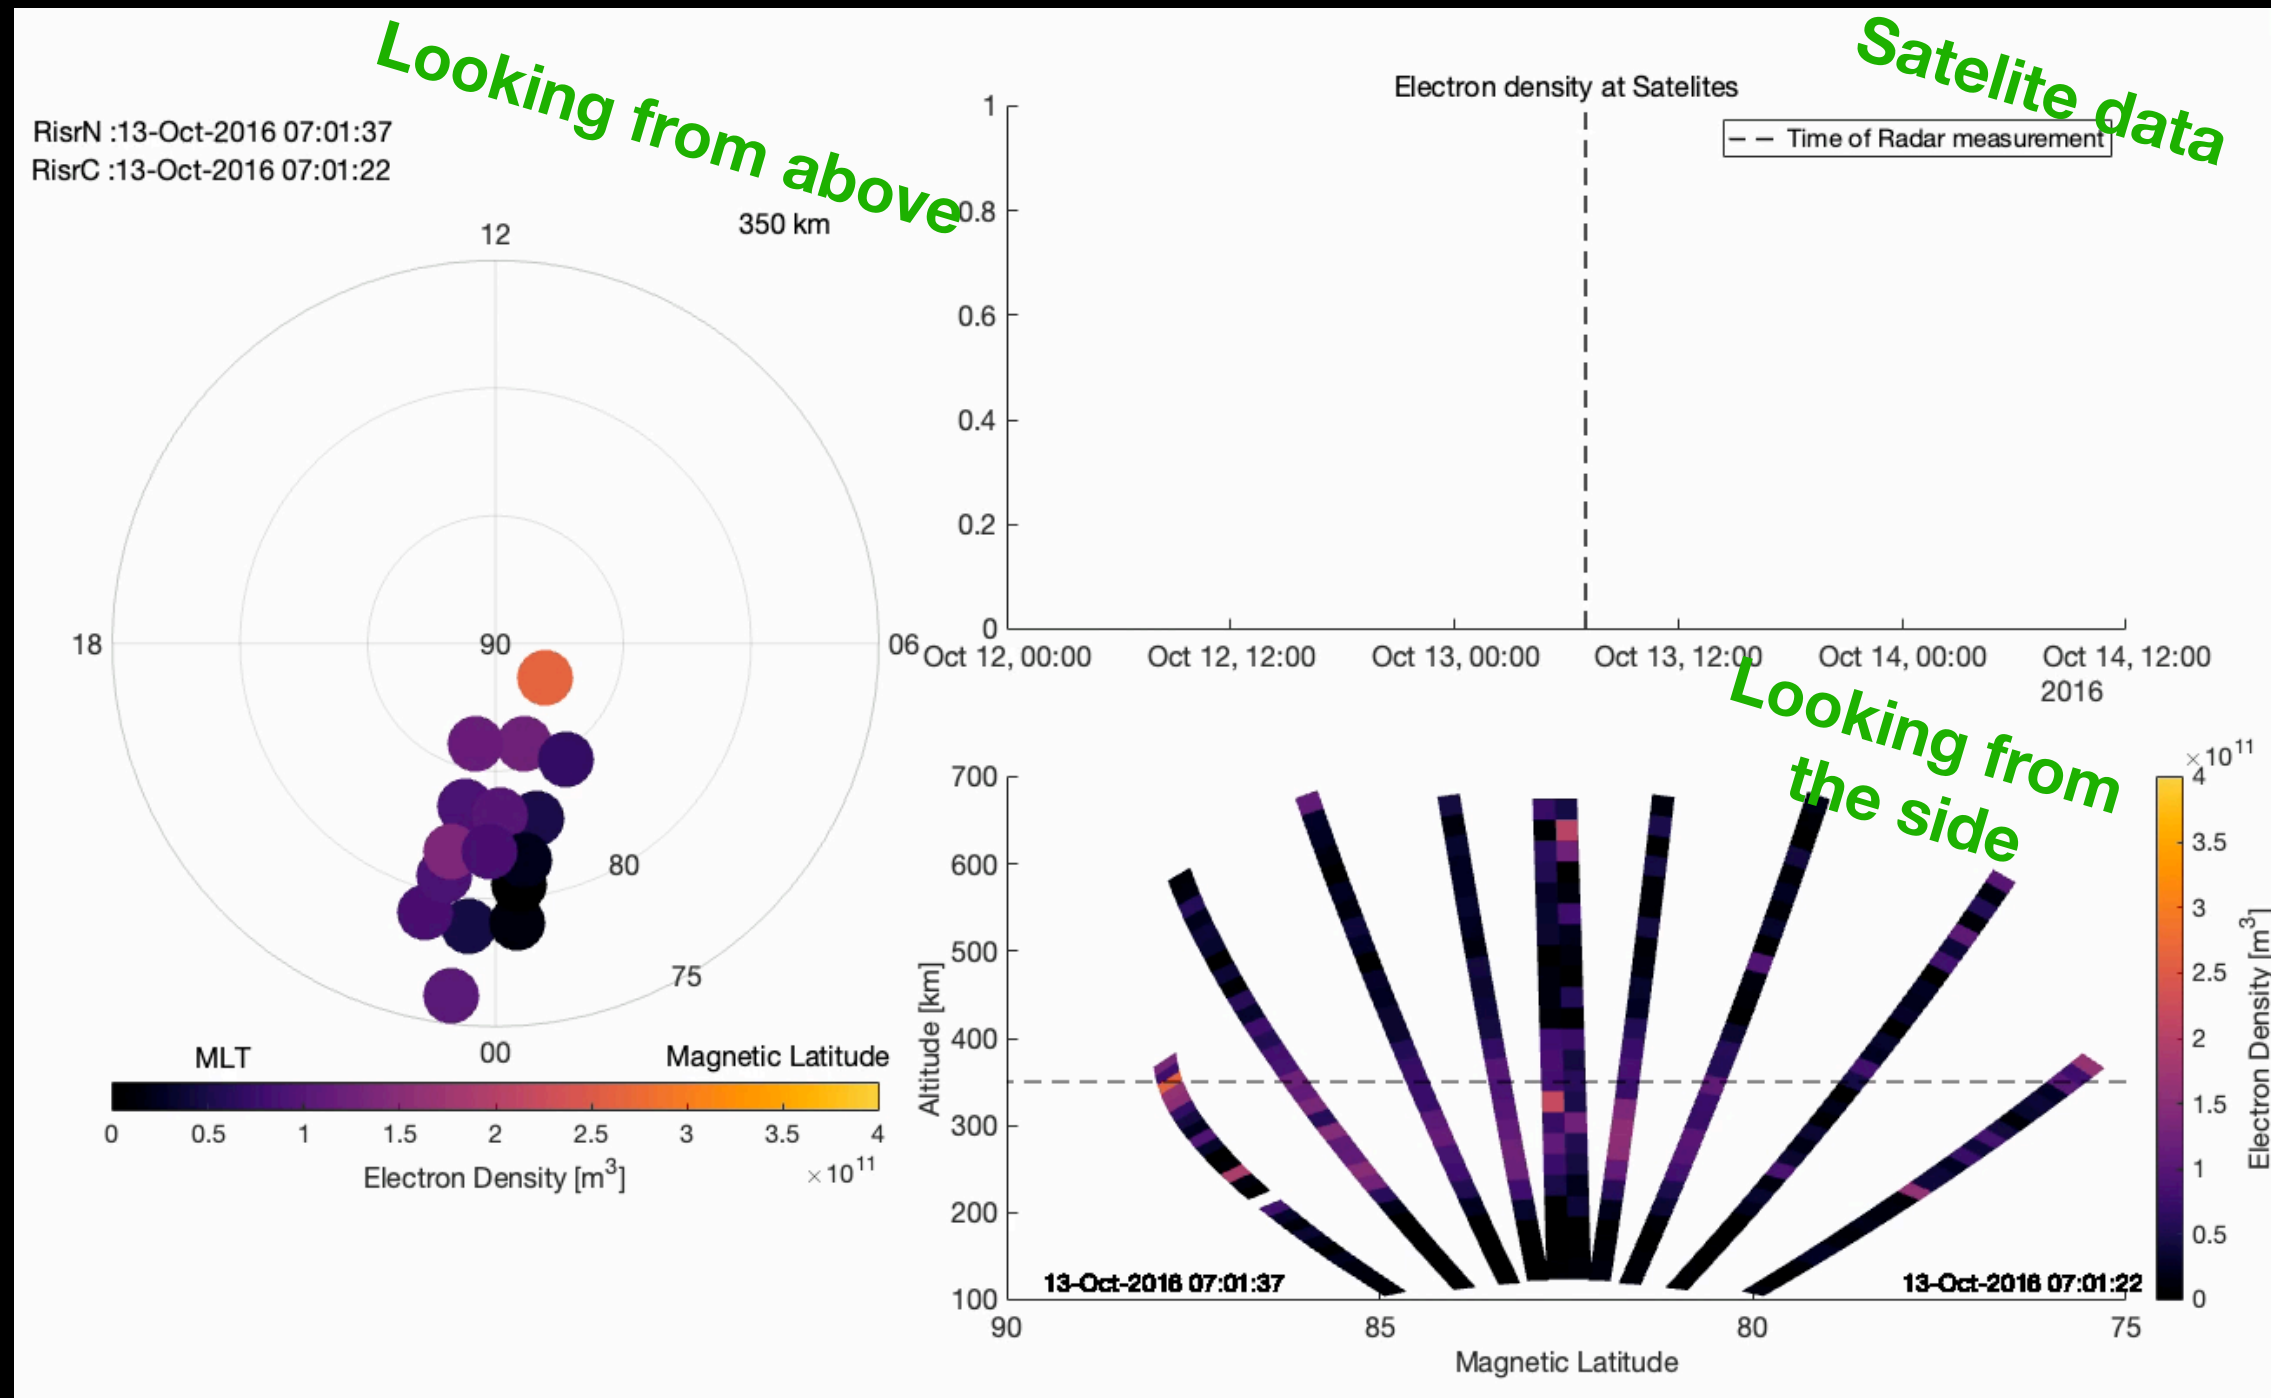 Looking from above
Satelite data
RisrN :13-Oct-2016 07:01:37
RisrC :13-Oct-2016 07:01:22
350 km
12
18
90
06
80
75
00
MLT
Magnetic Latitude
0 0.5 1 1.5 2 2.5 3 3.5 4
Electron Density [m³]
×10¹¹
Electron density at Satelites
Time of Radar measurement
1
0.8
0.6
0.4
0.2
0
Oct 12, 00:00 Oct 12, 12:00 Oct 13, 00:00 Oct 13, 12:00 Oct 14, 00:00 Oct 14, 12:00
2016
Looking from
the side
700
600
500
400
300
200
100
Altitude [km]
13-Oct-2016 07:01:37
13-Oct-2016 07:01:22
90 85 80 75
Magnetic Latitude
×10¹¹
4
3.5
3
2.5
2
1.5
1
0.5
0
Electron Density [m³]